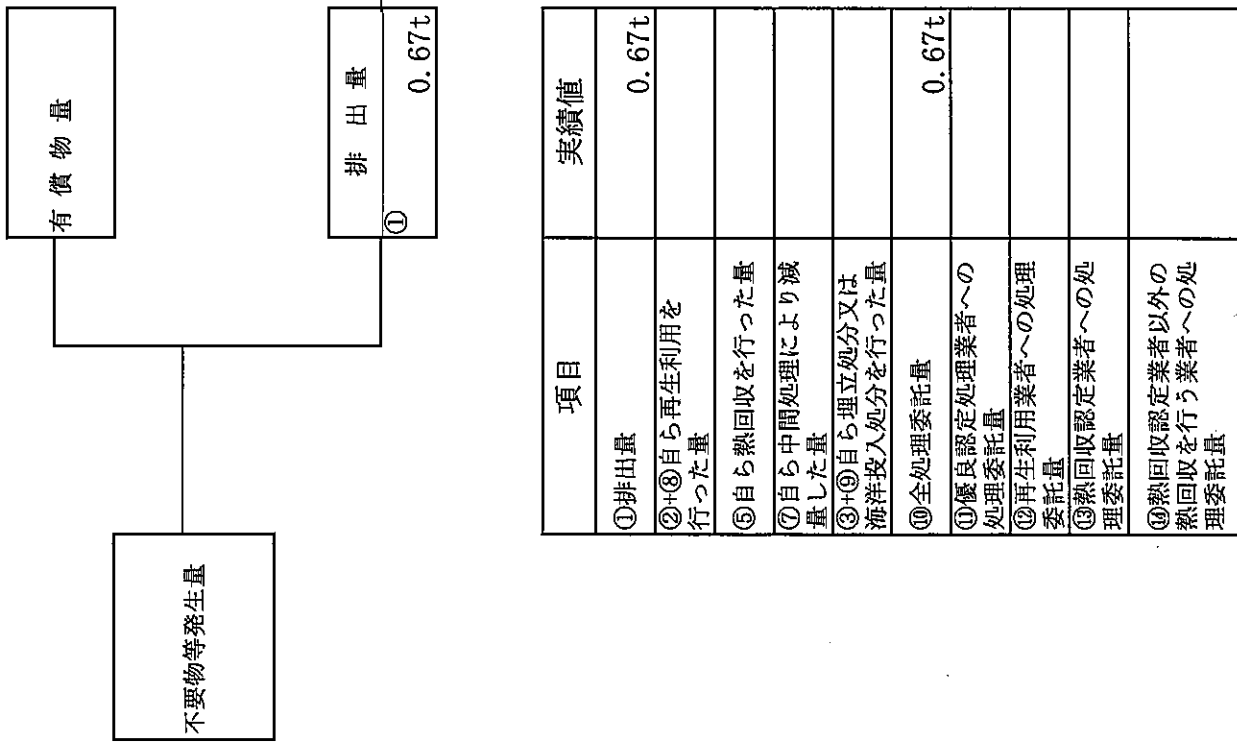 不要物等発生量
有償物量
排出量
①
0.67t
項目
実績値
①排出量
0.67t
②+⑧自ら再生利用を
行った量
⑤自ら熱回収を行った量
⑦自ら中間処理により減
量した量
③+⑨自ら埋立処分又は
海洋投入処分を行った量
⑩全処理委託量
0.67t
⑪優良認定処理業者への
処理委託量
⑫再生利用業者への処理
委託量
⑬熱回収認定業者への処
理委託量
⑭熱回収認定業者以外の
熱回収を行う業者への処
理委託量